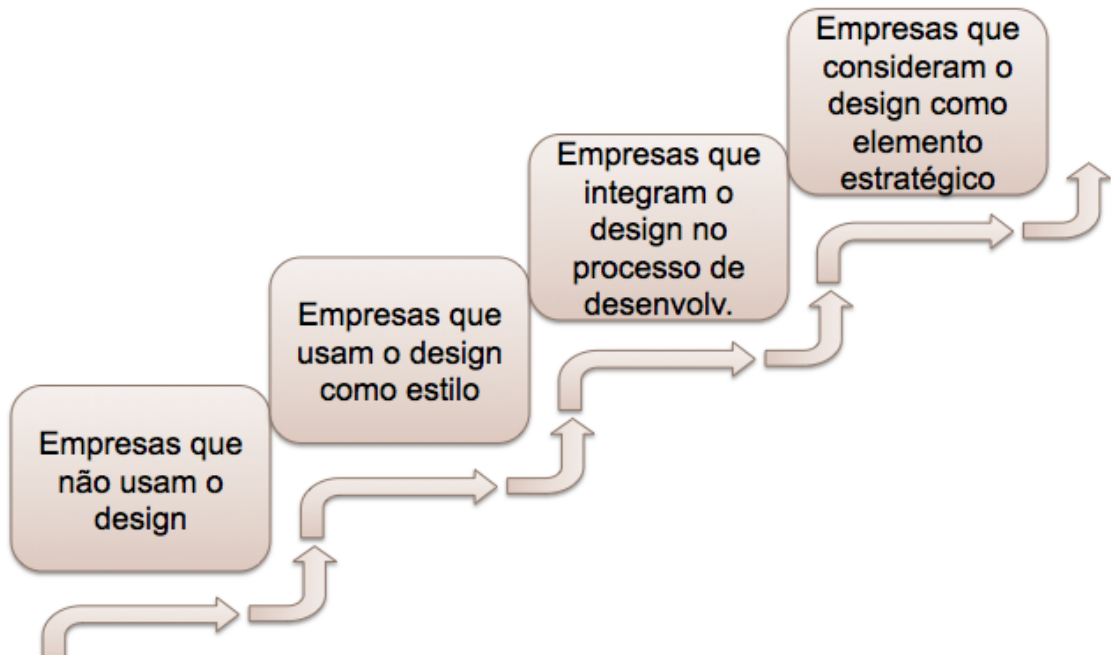 Empresas que
não usam o
design
Empresas que
usam o design
como estilo
Empresas que
integram o
design no
processo de
desenvolv.
Empresas que
consideram o
design como
elemento
estratégico